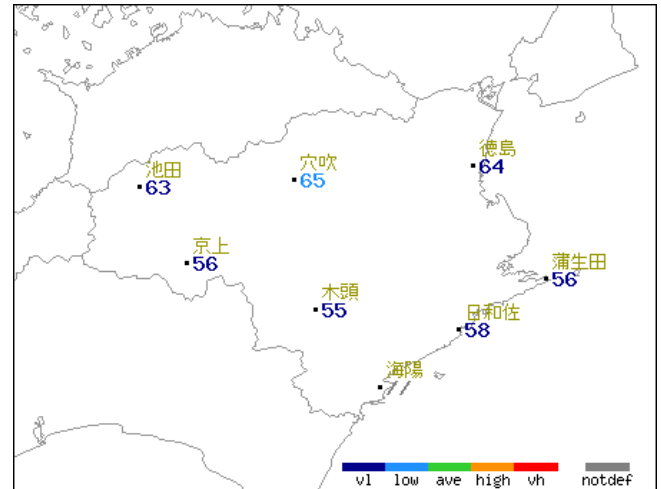 徳島
64
穴吹
65
池田
63
京上
56
蒲生田
56
木頭
55
日和佐
58
海陽
vl low ave high vh notdef